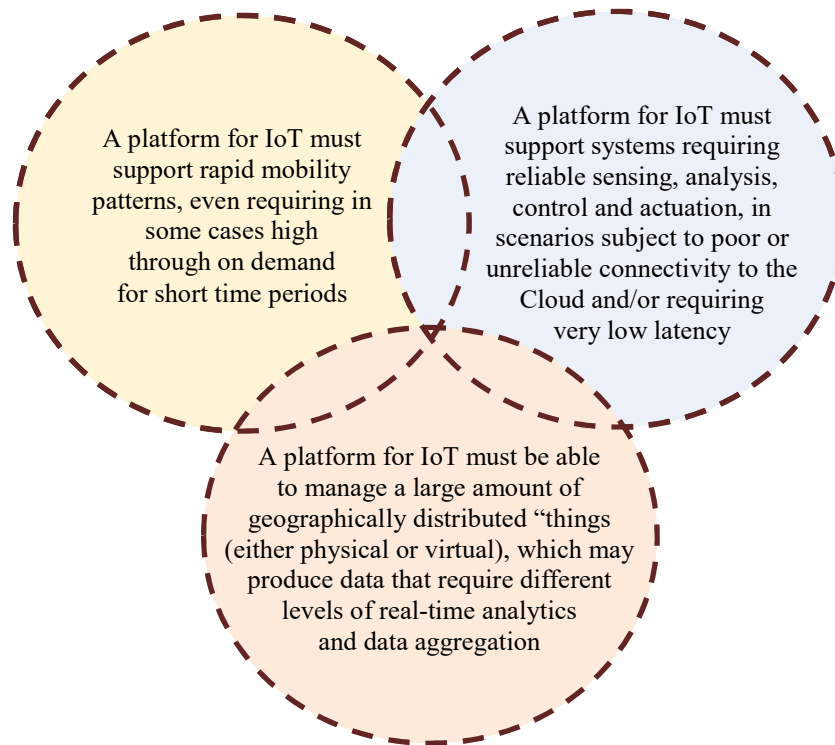 A platform for IoT must
support rapid mobility
patterns, even requiring in
some cases high
through on demand
for short time periods
A platform for IoT must
support systems requiring
reliable sensing, analysis,
control and actuation, in
scenarios subject to poor or
unreliable connectivity to the
Cloud and/or requiring
very low latency
A platform for IoT must be able
to manage a large amount of
geographically distributed “things
(either physical or virtual), which may
produce data that require different
levels of real-time analytics
and data aggregation